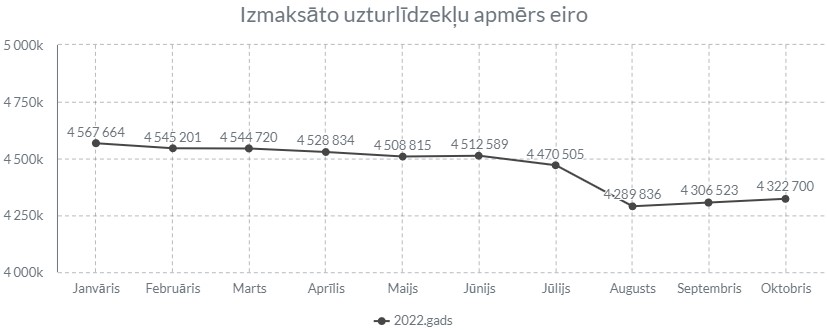 Izmaksāto uzturlīdzekļu apmērs eiro
5 000k
4 750k
4 500k
4 250k
4 000k
4 567 664
4 545 201
4 544 720
4 528 834
4 508 815
4 512 589
4 470 505
4 289 836
4 306 523
4 322 700
Janvāris Februāris Marts Aprīlis Maijs Jūnijs Jūlijs Augusts Septembris Oktobris
2022.gads